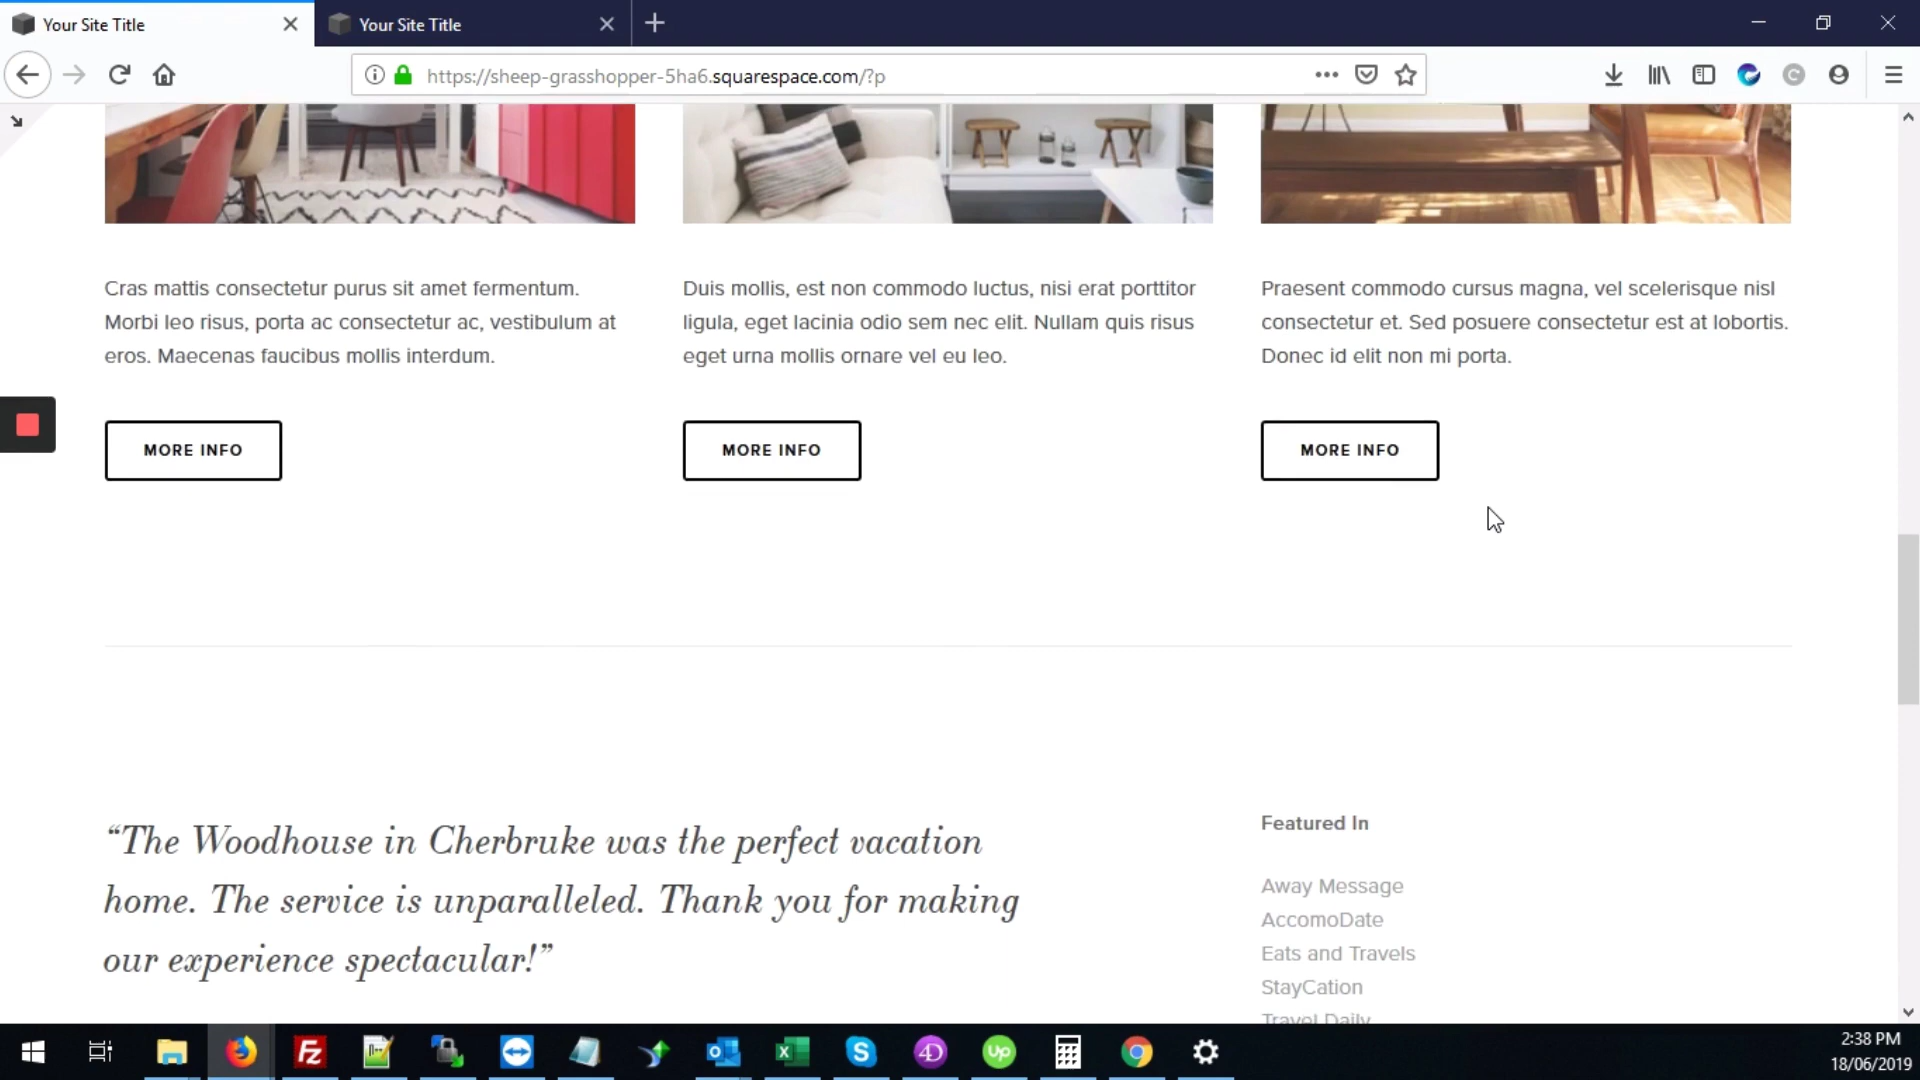 Your Site Title
Your Site Title
https://sheep-grasshopper-5ha6.squarespace.com/?p
Cras mattis consectetur purus sit amet fermentum.
Morbi leo risus, porta ac consectetur ac, vestibulum at
eros. Maecenas faucibus mollis interdum.
MORE INFO
Duis mollis, est non commodo luctus, nisi erat porttitor
ligula, eget lacinia odio sem nec elit. Nullam quis risus
eget urna mollis ornare vel eu leo.
MORE INFO
Praesent commodo cursus magna, vel scelerisque nisl
consectetur et. Sed posuere consectetur est at lobortis.
Donec id elit non mi porta.
MORE INFO
“The Woodhouse in Cherbruke was the perfect vacation
home. The service is unparalleled. Thank you for making
our experience spectacular!”
Featured In
Away Message
AccomoDate
Eats and Travels
StayCation
Travel Daily
Fz
o
x
S
4D
Up
2:38 PM
18/06/2019